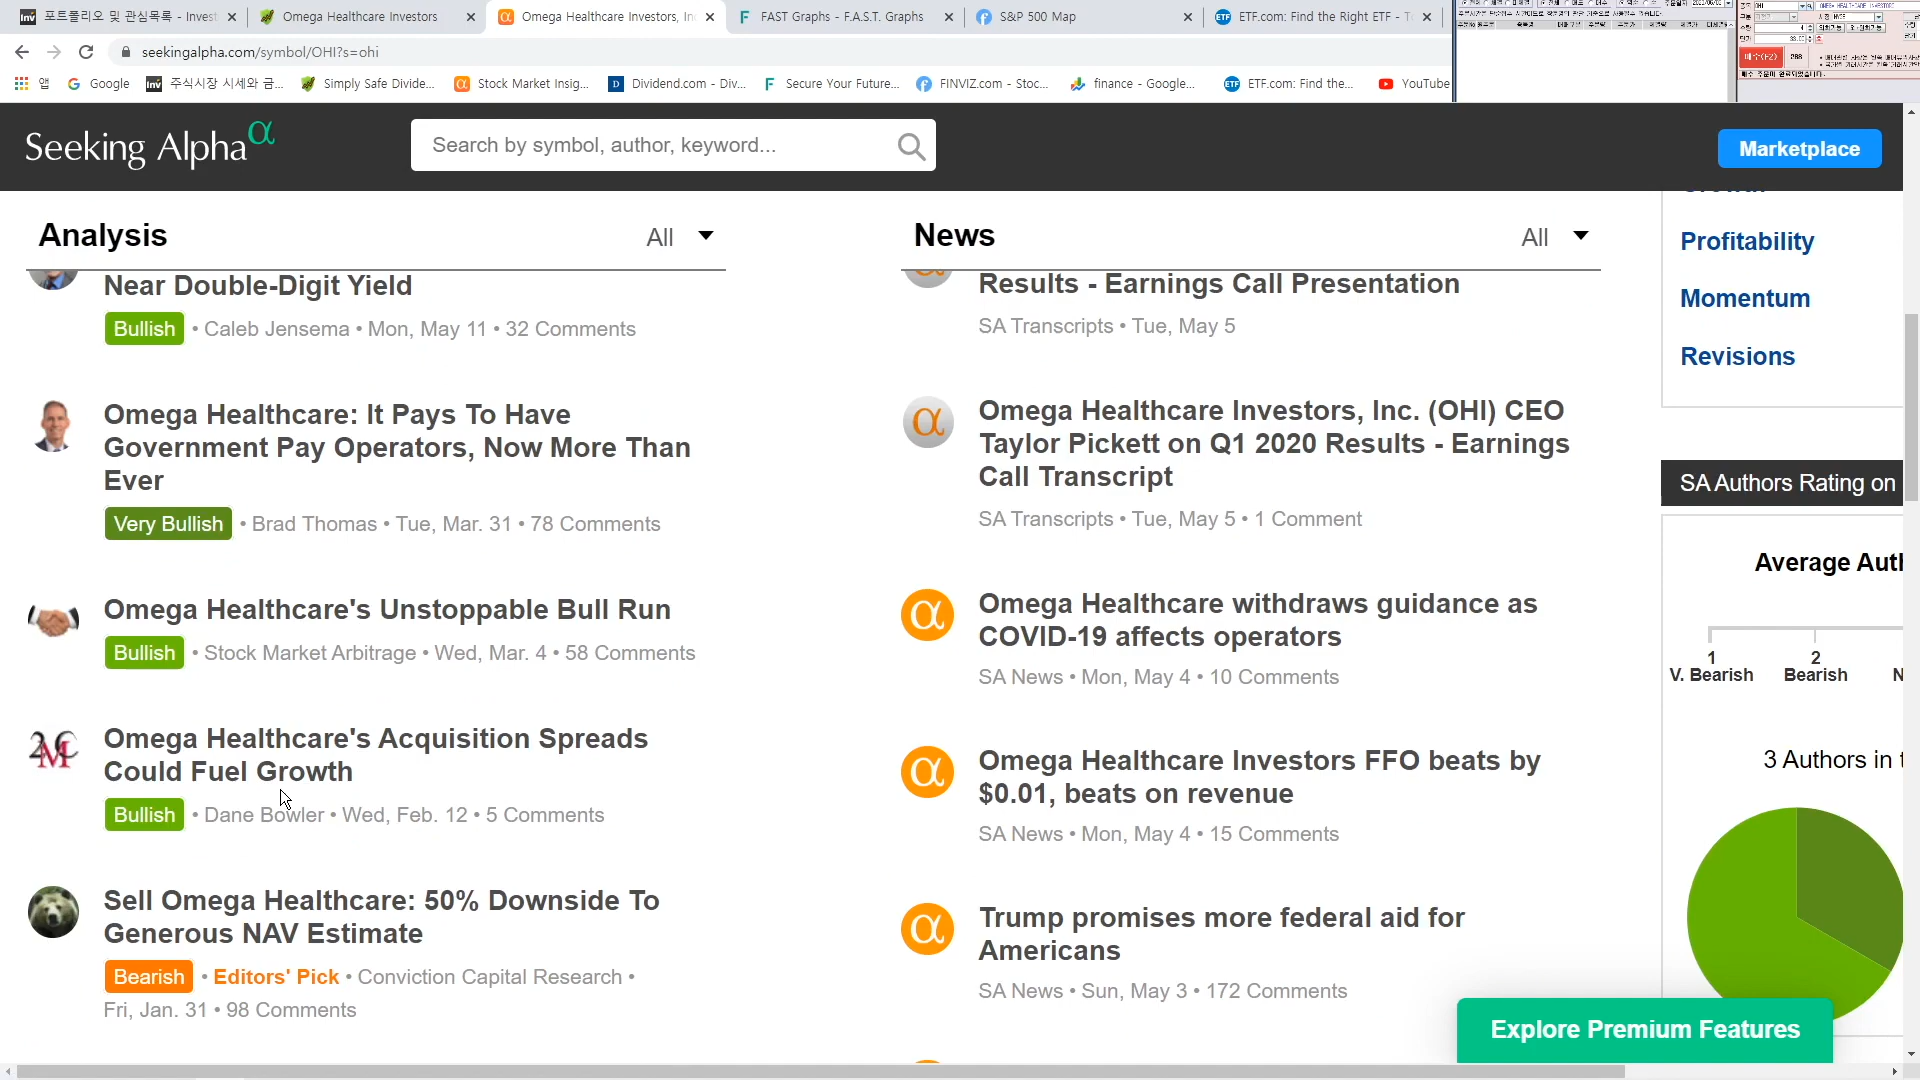 포트폴리오 및 관심목록 - Invest
Omega Healthcare Investors
Omega Healthcare Investors, In
FAST Graphs - F.A.S.T. Graphs
S&P 500 Map
ETF.com: Find the Right ETF - T
seekingalpha.com/symbol/OHI?s=ohi
앱
Google
주식시장 시세와 금...
Simply Safe Divide...
Stock Market Insig...
Dividend.com - Div...
Secure Your Future...
FINVIZ.com - Stoc...
finance - Google...
ETF.com: Find the...
YouTube
Seeking Alpha α
Search by symbol, author, keyword...
Marketplace
Analysis
All
Near Double-Digit Yield
Bullish • Caleb Jensema • Mon, May 11 • 32 Comments
Omega Healthcare: It Pays To Have
Government Pay Operators, Now More Than
Ever
Very Bullish • Brad Thomas • Tue, Mar. 31 • 78 Comments
Omega Healthcare's Unstoppable Bull Run
Bullish • Stock Market Arbitrage • Wed, Mar. 4 • 58 Comments
Omega Healthcare's Acquisition Spreads
Could Fuel Growth
Bullish • Dane Bowler • Wed, Feb. 12 • 5 Comments
Sell Omega Healthcare: 50% Downside To
Generous NAV Estimate
Bearish • Editors' Pick • Conviction Capital Research •
Fri, Jan. 31 • 98 Comments
News
All
Results - Earnings Call Presentation
SA Transcripts • Tue, May 5
Omega Healthcare Investors, Inc. (OHI) CEO
Taylor Pickett on Q1 2020 Results - Earnings
Call Transcript
SA Transcripts • Tue, May 5 • 1 Comment
Omega Healthcare withdraws guidance as
COVID-19 affects operators
SA News • Mon, May 4 • 10 Comments
Omega Healthcare Investors FFO beats by
$0.01, beats on revenue
SA News • Mon, May 4 • 15 Comments
Trump promises more federal aid for
Americans
SA News • Sun, May 3 • 172 Comments
Profitability
Momentum
Revisions
SA Authors Rating on
Average Auth
1
V. Bearish
2
Bearish
N
3 Authors in t
Explore Premium Features